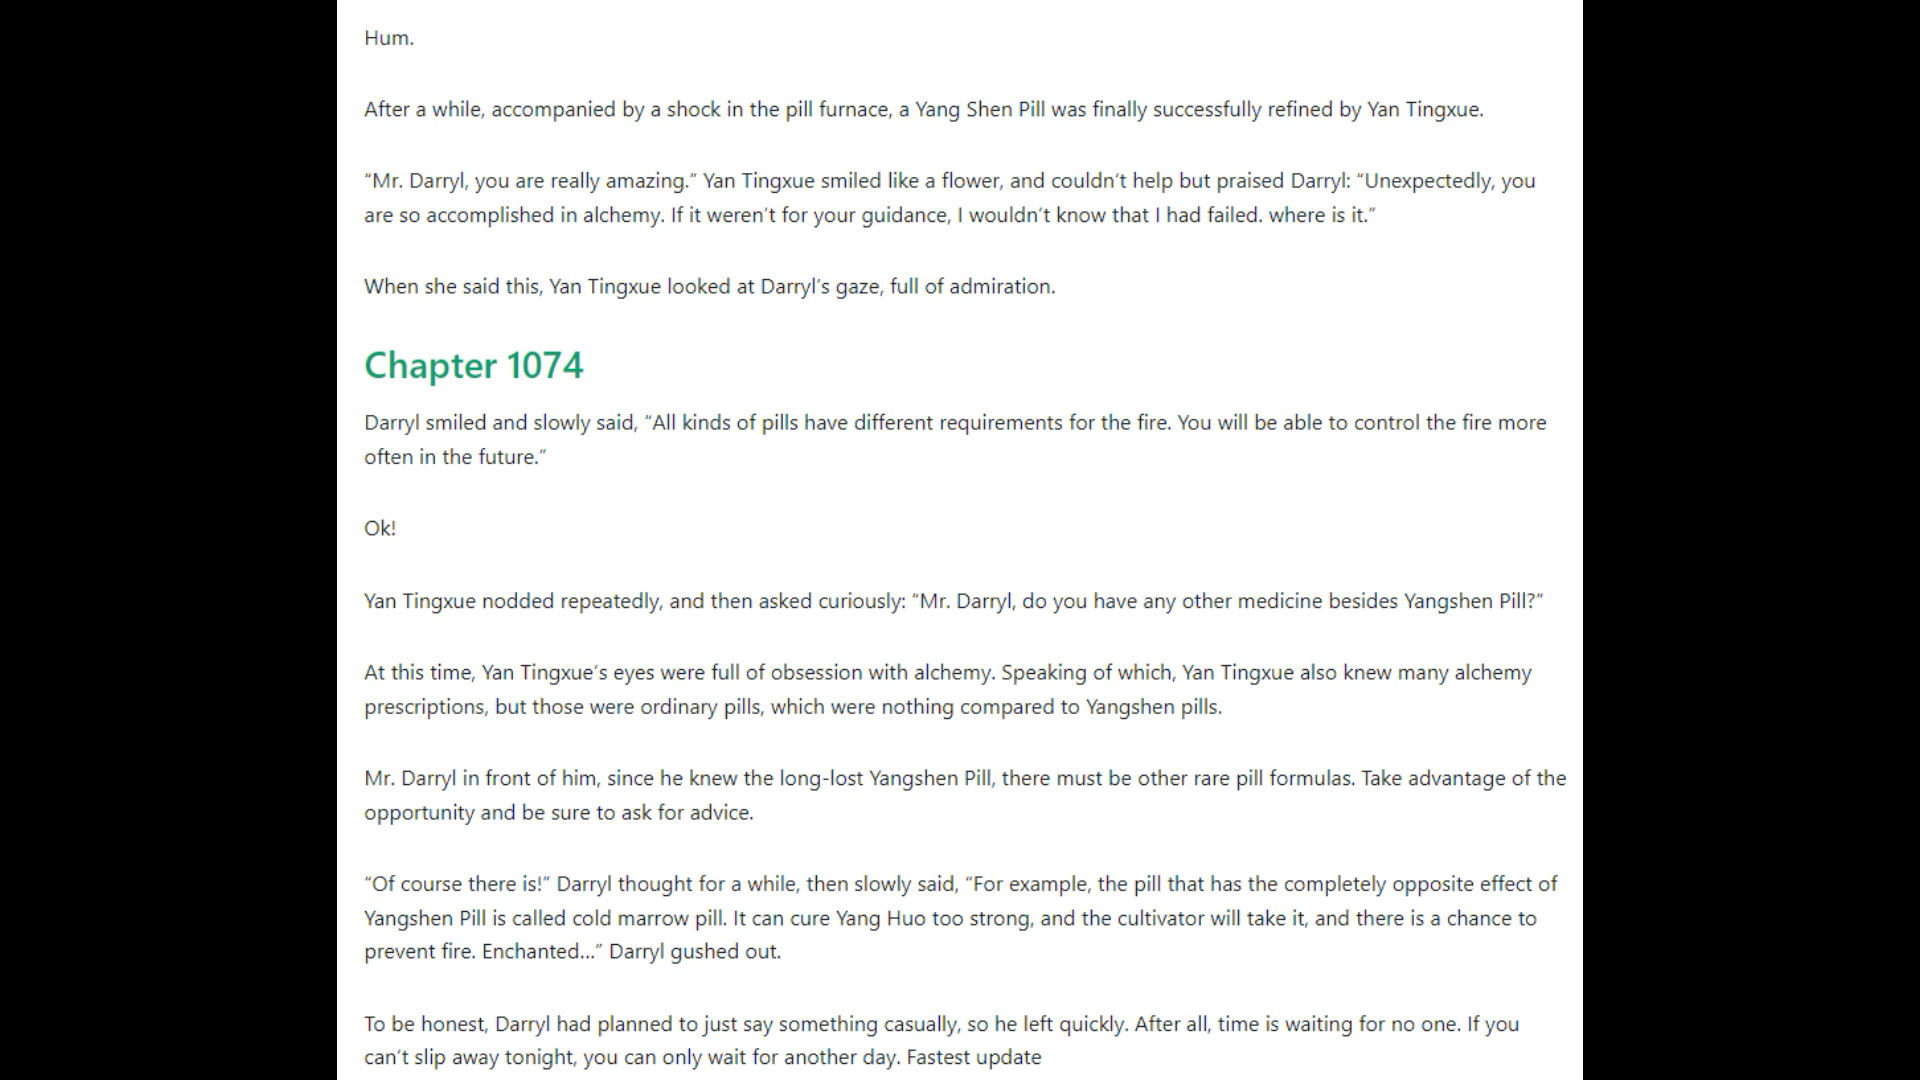 Hum.
After a while, accompanied by a shock in the pill furnace, a Yang Shen Pill was finally successfully refined by Yan Tingxue.
“Mr. Darryl, you are really amazing.” Yan Tingxue smiled like a flower, and couldn’t help but praised Darryl: “Unexpectedly, you
are so accomplished in alchemy. If it weren’t for your guidance, I wouldn’t know that I had failed. where is it.”
When she said this, Yan Tingxue looked at Darryl’s gaze, full of admiration.
Chapter 1074
Darryl smiled and slowly said, “All kinds of pills have different requirements for the fire. You will be able to control the fire more
often in the future.”
Ok!
Yan Tingxue nodded repeatedly, and then asked curiously: “Mr. Darryl, do you have any other medicine besides Yangshen Pill?”
At this time, Yan Tingxue’s eyes were full of obsession with alchemy. Speaking of which, Yan Tingxue also knew many alchemy
prescriptions, but those were ordinary pills, which were nothing compared to Yangshen pills.
Mr. Darryl in front of him, since he knew the long-lost Yangshen Pill, there must be other rare pill formulas. Take advantage of the
opportunity and be sure to ask for advice.
“Of course there is!” Darryl thought for a while, then slowly said, “For example, the pill that has the completely opposite effect of
Yangshen Pill is called cold marrow pill. It can cure Yang Huo too strong, and the cultivator will take it, and there is a chance to
prevent fire. Enchanted…” Darryl gushed out.
To be honest, Darryl had planned to just say something casually, so he left quickly. After all, time is waiting for no one. If you
can’t slip away tonight, you can only wait for another day. Fastest update